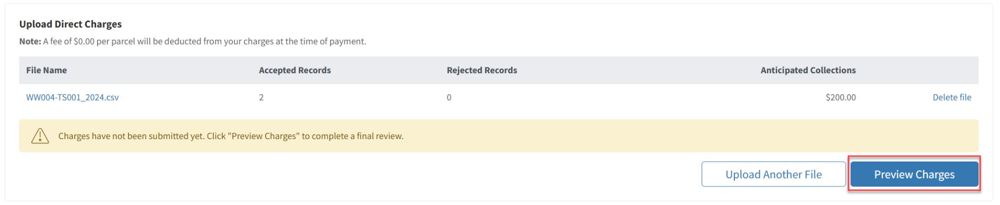 Upload Direct Charges
Note: A fee of $0.00 per parcel will be deducted from your charges at the time of payment.
File Name Accepted Records Rejected Records Anticipated Collections
WW004-TS001_2024.csv 2 0 $200.00 Delete file
Charges have not been submitted yet. Click "Preview Charges" to complete a final review.
Upload Another File Preview Charges